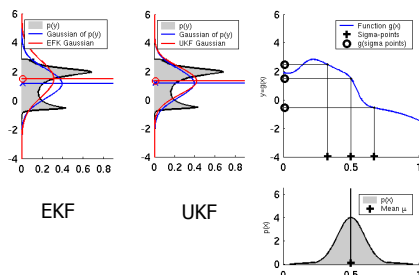 p(y)
Gaussian of p(y)
EFK Gaussian
6
4
2
0
-2
-4
0 0.2 0.4 0.6 0.8
EKF
p(y)
Gaussian of p(y)
UKF Gaussian
6
4
2
0
-2
-4
0 0.2 0.4 0.6 0.8
UKF
Function g(x)
Sigma-points
g(sigma points)
y=g(x)
6
4
2
0
-2
-4
0 0.5 1
p(x)
Mean μ
p(x)
6
4
2
0
0 0.5 1